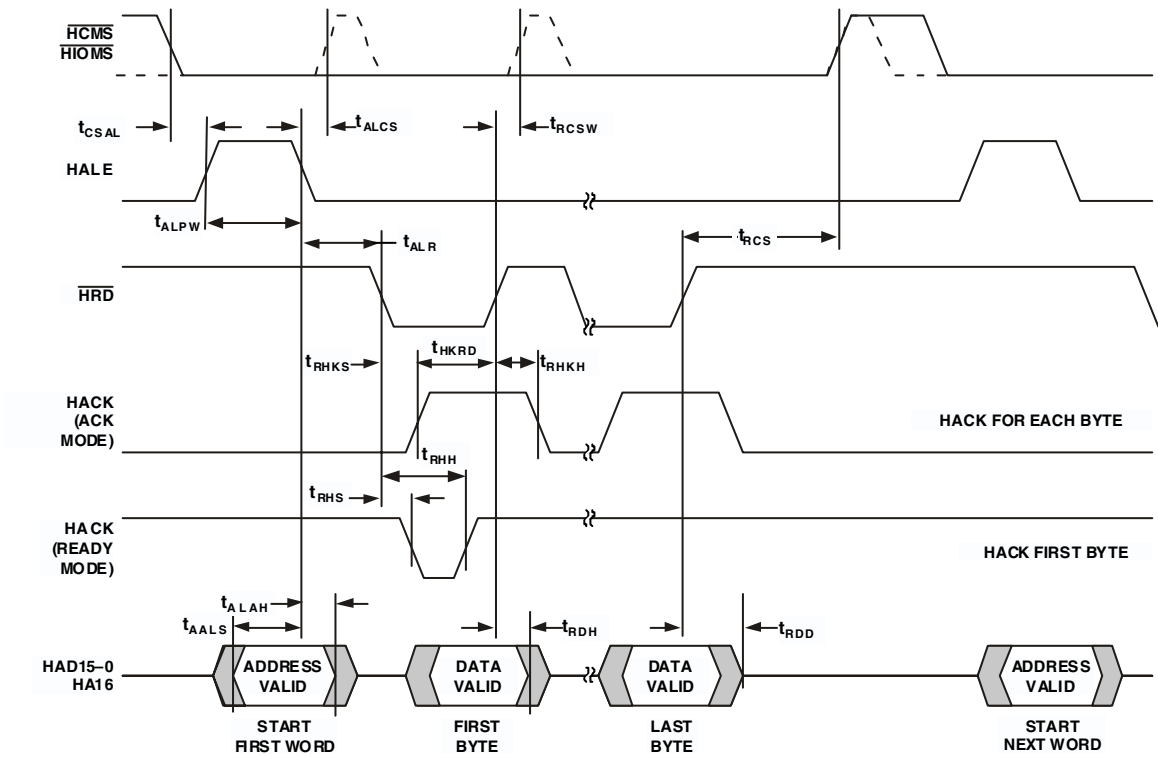 HCMS
HIOMS
tCSAL
tALCS
tRCSW
HALE
tALPW
tALR
tRCS
HRD
tRHKS
tHKRD
tRHKH
HACK
(ACK
MODE)
HACK FOR EACH BYTE
tRHH
tRHS
HACK
(READY
MODE)
HACK FIRST BYTE
tALAH
tAALS
tRDH
tRDD
HAD15–0
HA16
ADDRESS
VALID
DATA
VALID
DATA
VALID
ADDRESS
VALID
START
FIRST WORD
FIRST
BYTE
LAST
BYTE
START
NEXT WORD